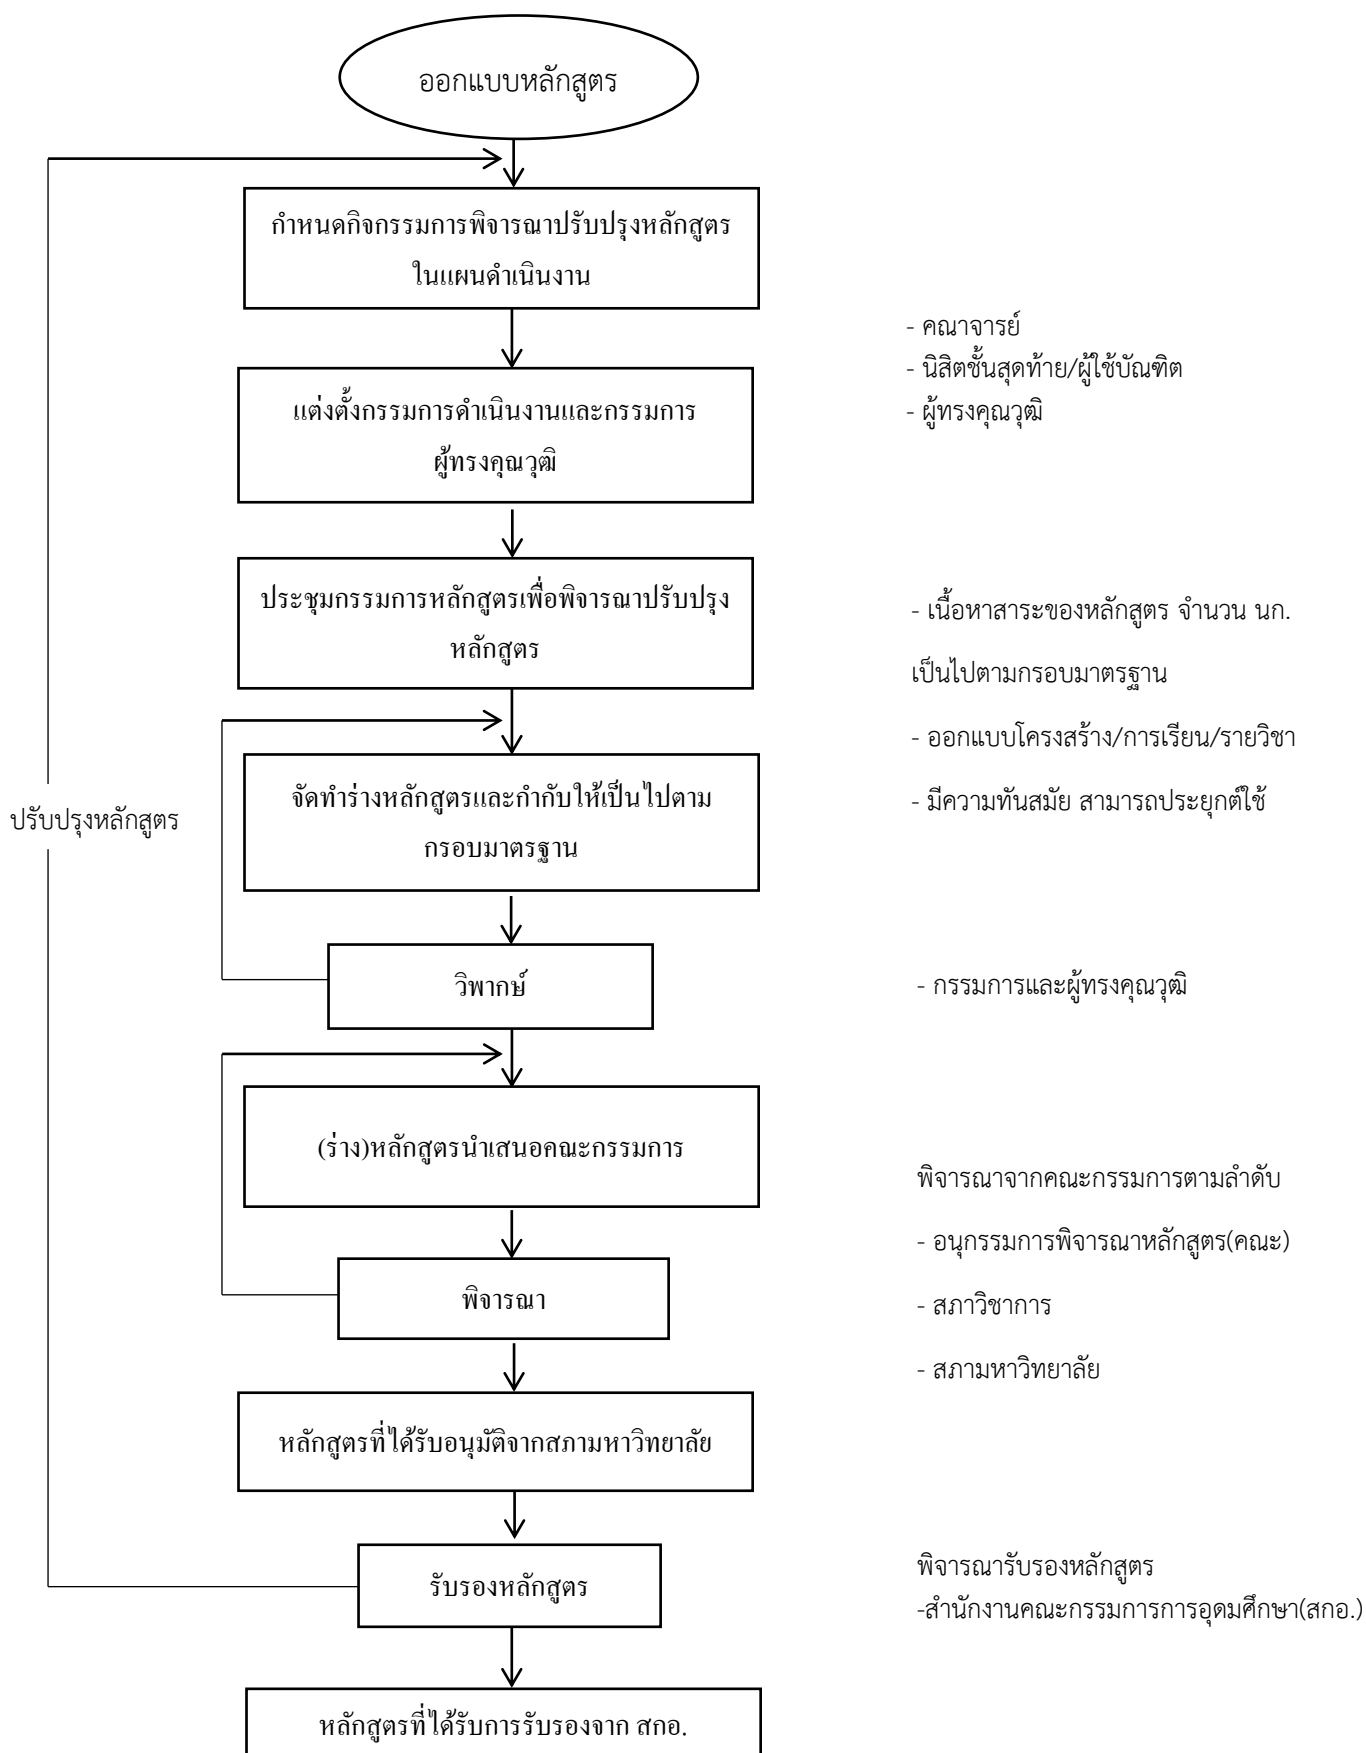 ออกแบบหลักสูตร
กำหนดกิจกรรมการพิจารณาปรับปรุงหลักสูตร
ในแผนดำเนินงาน
- คณาจารย์
- นิสิตชั้นสุดท้าย/ผู้ใช้บัณฑิต
- ผู้ทรงคุณวุฒิ
แต่งตั้งกรรมการดำเนินงานและกรรมการ
ผู้ทรงคุณวุฒิ
ประชุมกรรมการหลักสูตรเพื่อพิจารณาปรับปรุง
หลักสูตร
- เนื้อหาสาระของหลักสูตร จำนวน นก.
เป็นไปตามกรอบมาตรฐาน
- ออกแบบโครงสร้าง/การเรียน/รายวิชา
- มีความทันสมัย สามารถประยุกต์ใช้
จัดทำร่างหลักสูตรและกำกับให้เป็นไปตาม
กรอบมาตรฐาน
ปรับปรุงหลักสูตร
วิพากษ์
- กรรมการและผู้ทรงคุณวุฒิ
(ร่าง)หลักสูตรนำเสนอคณะกรรมการ
พิจารณาจากคณะกรรมการตามลำดับ
- อนุกรรมการพิจารณาหลักสูตร(คณะ)
- สภาวิชาการ
- สภามหาวิทยาลัย
พิจารณา
หลักสูตรที่ได้รับอนุมัติจากสภามหาวิทยาลัย
รับรองหลักสูตร
พิจารณารับรองหลักสูตร
-สำนักงานคณะกรรมการการอุดมศึกษา(สกอ.)
หลักสูตรที่ได้รับการรับรองจาก สกอ.